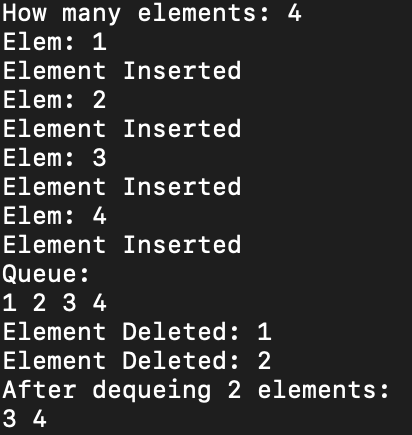 How many elements: 4
Elem: 1
Element Inserted
Elem: 2
Element Inserted
Elem: 3
Element Inserted
Elem: 4
Element Inserted
Queue:
1 2 3 4
Element Deleted: 1
Element Deleted: 2
After dequeing 2 elements:
3 4